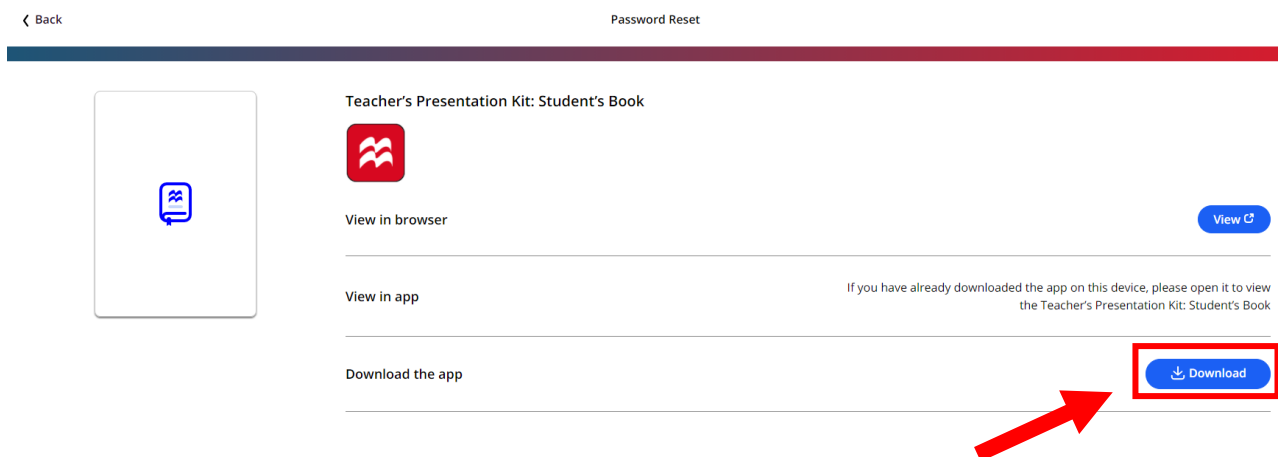 Back
Password Reset
Teacher's Presentation Kit: Student's Book
View in browser
View
View in app
If you have already downloaded the app on this device, please open it to view
the Teacher's Presentation Kit: Student's Book
Download the app
Download